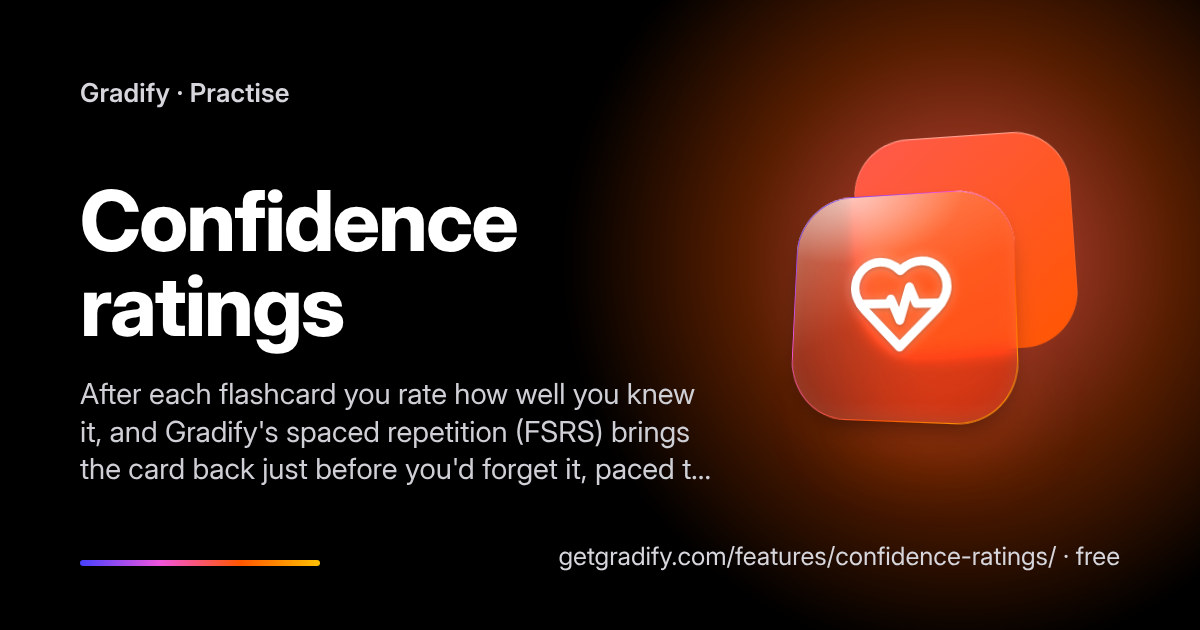 Gradify · Practise
Confidence
ratings
After each flashcard you rate how well you knew
it, and Gradify's spaced repetition (FSRS) brings
the card back just before you'd forget it, paced t...
getgradify.com/features/confidence-ratings/ · free